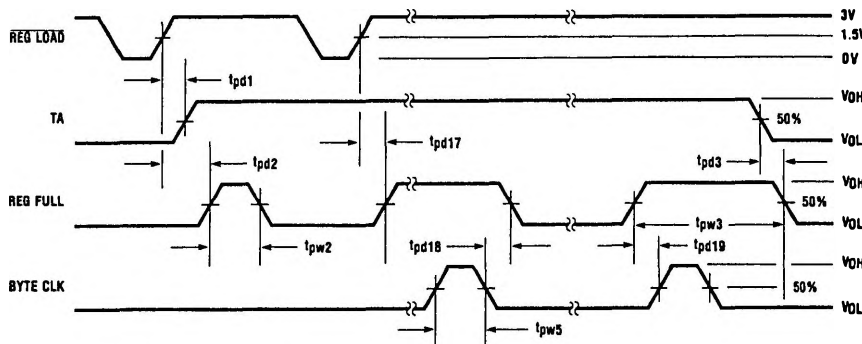 3V
REG LOAD
1.5V
0V
tpd1
VOH
TA
50%
VOL
tpd17
tpd2
tpd3
VOH
REG FULL
50%
VOL
tpw3
tpw2
tpd18
tpd19
VOH
BYTE CLK
50%
VOL
tpw5